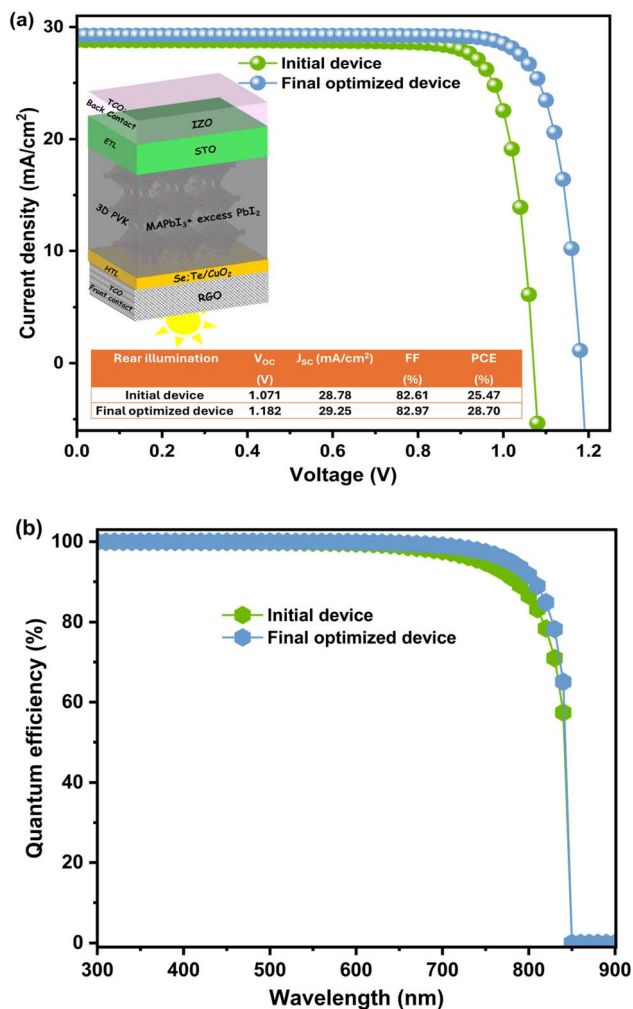 (a)
30
20
10
0
Current density (mA/cm²)
Initial device
Final optimized device
TCO:
Back Contact
IZO
ETL
STO
3D PVK
MAPbI₃+ excess PbI₂
HTL
Se:Te/CuO₂
TCO
Front contact
RGO
Rear illumination V_OC J_SC (mA/cm²) FF PCE
(V) (%) (%)
Initial device 1.071 28.78 82.61 25.47
Final optimized device 1.182 29.25 82.97 28.70
0.0 0.2 0.4 0.6 0.8 1.0 1.2
Voltage (V)
(b)
100
80
60
40
20
0
Quantum efficiency (%)
Initial device
Final optimized device
300 400 500 600 700 800 900
Wavelength (nm)